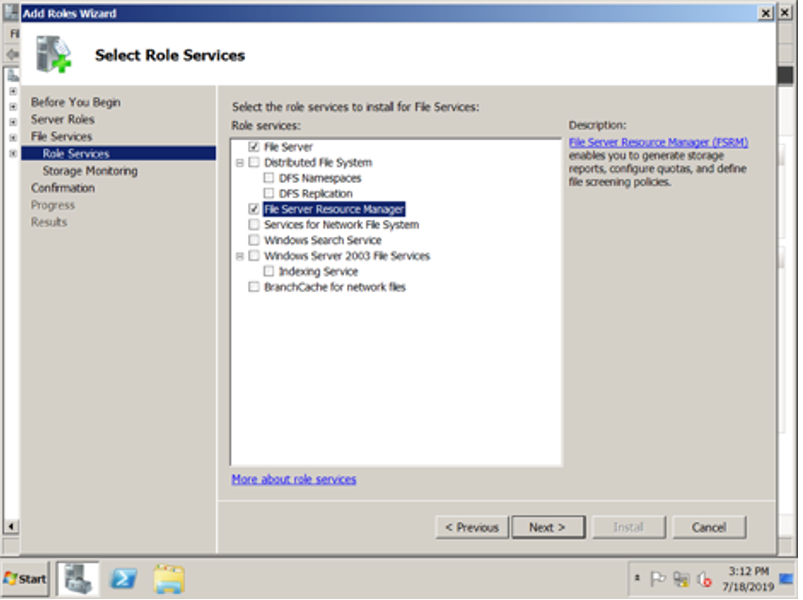 Add Roles Wizard
Select Role Services
Before You Begin
Server Roles
File Services
Role Services
Storage Monitoring
Confirmation
Progress
Results
Select the role services to install for File Services:
Role services:
File Server
Distributed File System
DFS Namespaces
DFS Replication
File Server Resource Manager
Services for Network File System
Windows Search Service
Windows Server 2003 File Services
Indexing Service
BranchCache for network files
More about role services
Description:
File Server Resource Manager (FSRM)
enables you to generate storage
reports, configure quotas, and define
file screening policies.
< Previous
Next >
Install
Cancel
Start
3:12 PM
7/18/2019